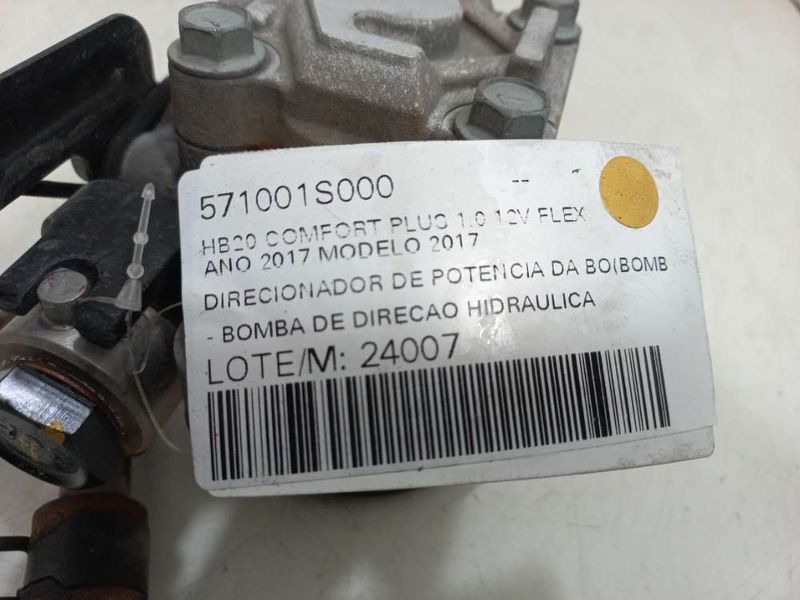 571001S000
HB20 COMFORT PLUS 1.0 12V FLEX
ANO 2017 MODELO 2017
DIRECIONADOR DE POTENCIA DA BO(BOMB
- BOMBA DE DIRECAO HIDRAULICA
LOTE/M: 24007